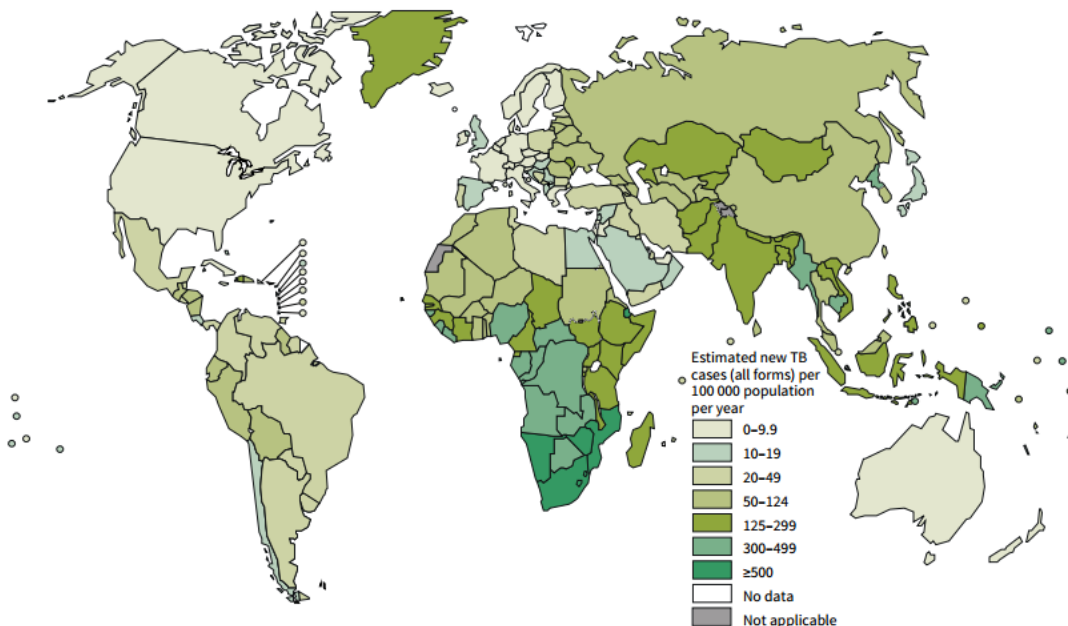 Estimated new TB
cases (all forms) per
100 000 population
per year
0–9.9
10–19
20–49
50–124
125–299
300–499
≥500
No data
Not applicable